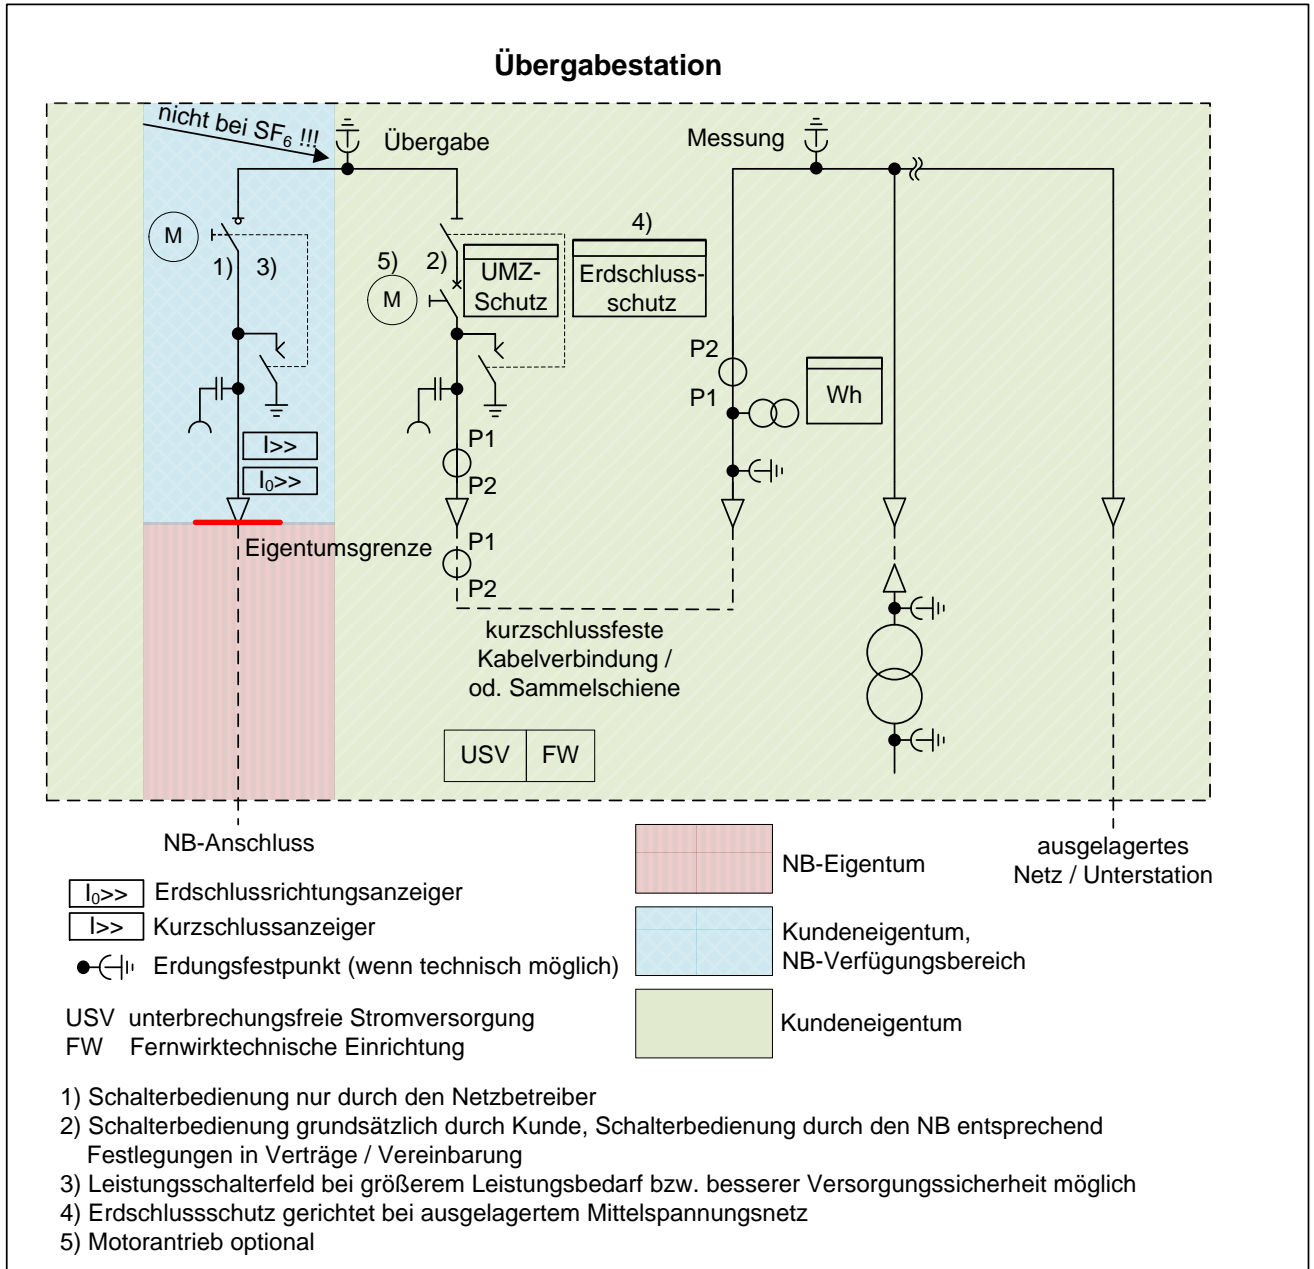 Übergabestation
nicht bei SF₆ !!!
Übergabe
Messung
M
1)
3)
5)
2)
M
UMZ-
Schutz
4)
Erdschluss-
schutz
P2
P1
Wh
I>>
I₀>>
P1
P2
Eigentumsgrenze
P1
P2
kurzschlussfeste
Kabelverbindung /
od. Sammelschiene
USV
FW
NB-Anschluss
ausgelagertes
Netz / Unterstation
I₀>> Erdschlussrichtungsanzeiger
I>> Kurzschlussanzeiger
Erdungsfestpunkt (wenn technisch möglich)
USV unterbrechungsfreie Stromversorgung
FW Fernwirktechnische Einrichtung
NB-Eigentum
Kundeneigentum,
NB-Verfügungsbereich
Kundeneigentum
1) Schalterbedienung nur durch den Netzbetreiber
2) Schalterbedienung grundsätzlich durch Kunde, Schalterbedienung durch den NB entsprechend
Festlegungen in Verträge / Vereinbarung
3) Leistungsschalterfeld bei größerem Leistungsbedarf bzw. besserer Versorgungssicherheit möglich
4) Erdschlussschutz gerichtet bei ausgelagertem Mittelspannungsnetz
5) Motorantrieb optional